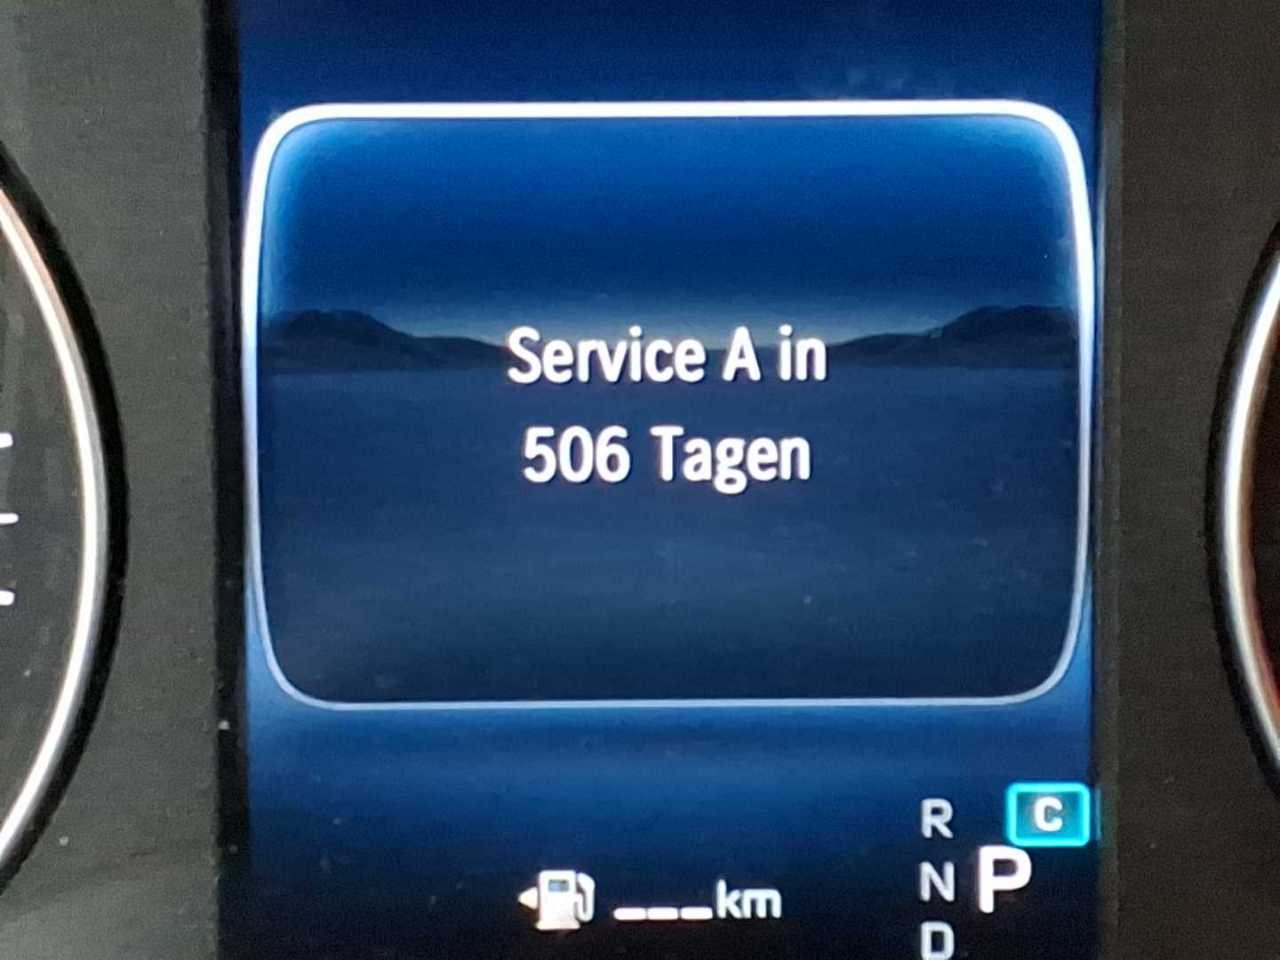 Service A in
506 Tagen
R
C
N
P
___km
D